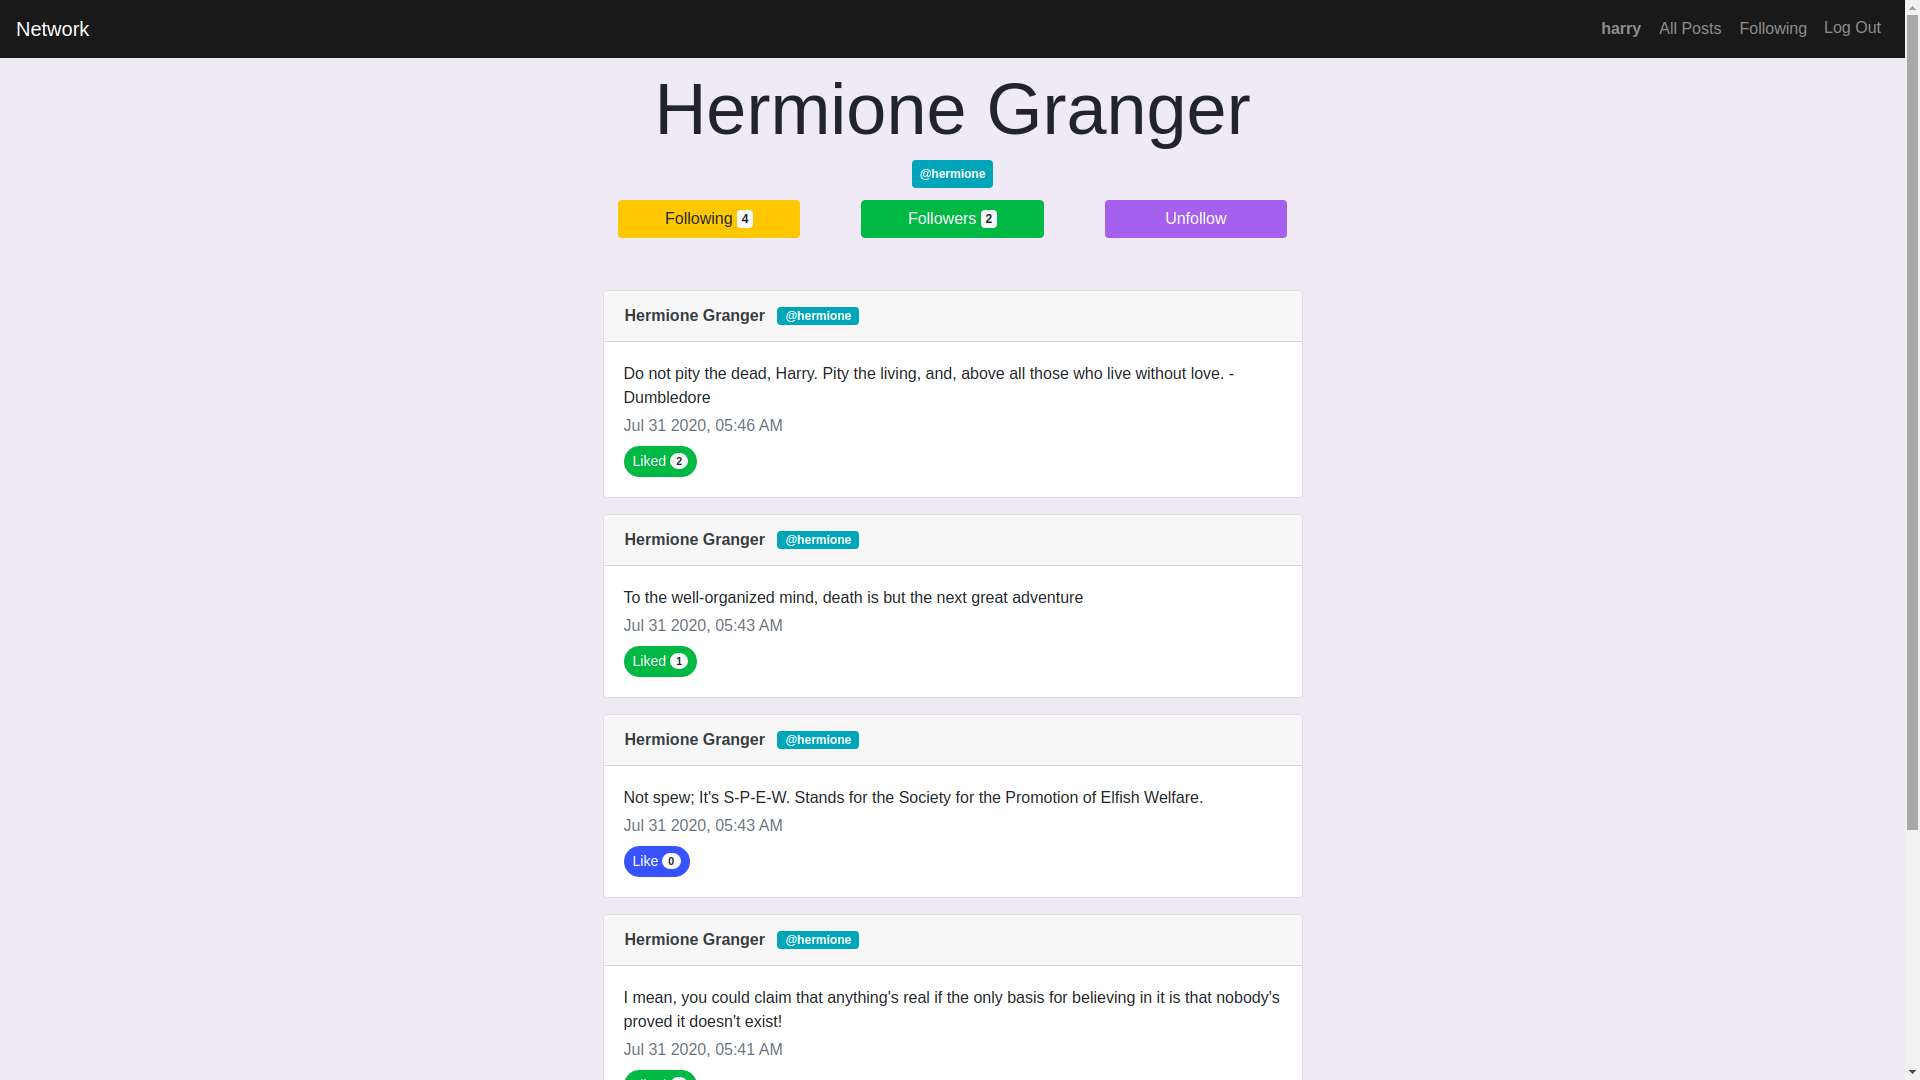 Network
harry All Posts Following Log Out
Hermione Granger
@hermione
Following 4
Followers 2
Unfollow
Hermione Granger @hermione
Do not pity the dead, Harry. Pity the living, and, above all those who live without love. -
Dumbledore
Jul 31 2020, 05:46 AM
Liked 2
Hermione Granger @hermione
To the well-organized mind, death is but the next great adventure
Jul 31 2020, 05:43 AM
Liked 1
Hermione Granger @hermione
Not spew; It's S-P-E-W. Stands for the Society for the Promotion of Elfish Welfare.
Jul 31 2020, 05:43 AM
Like 0
Hermione Granger @hermione
I mean, you could claim that anything's real if the only basis for believing in it is that nobody's
proved it doesn't exist!
Jul 31 2020, 05:41 AM